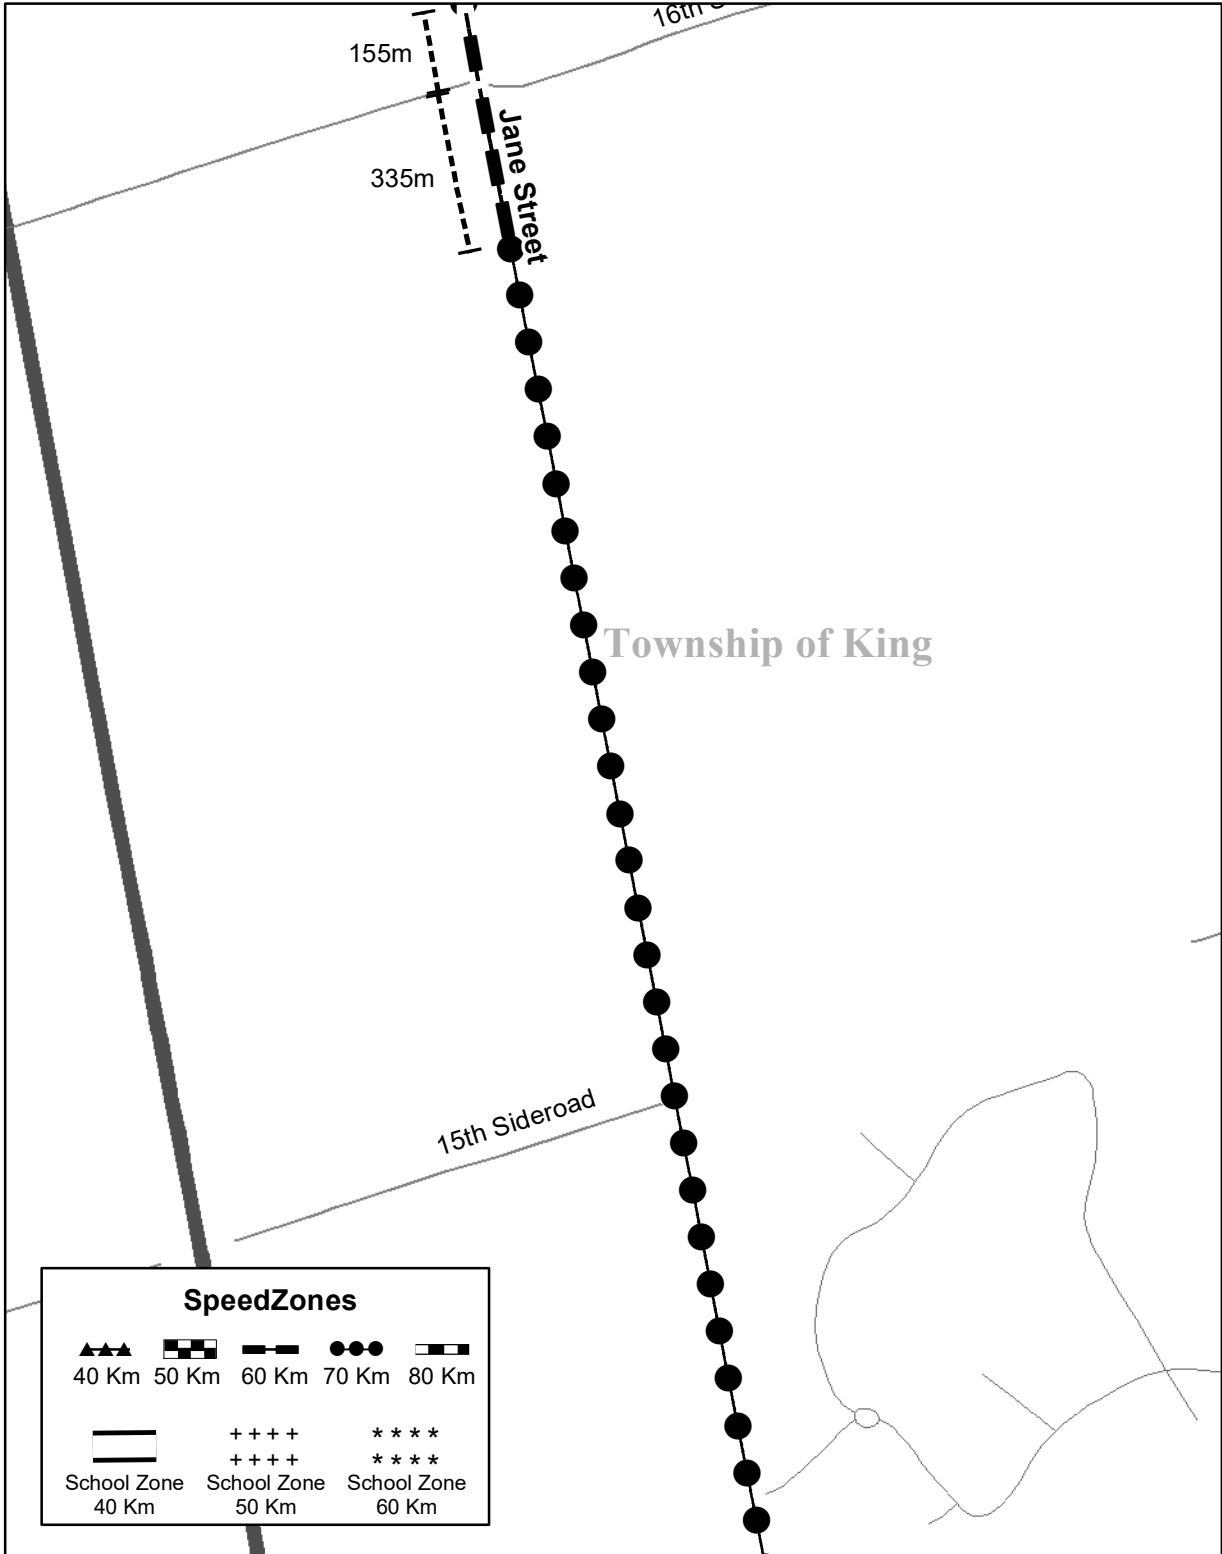 16th
155m
Jane Street
335m
Township of King
15th Sideroad
SpeedZones
40 Km 50 Km 60 Km 70 Km 80 Km
School Zone School Zone School Zone
40 Km 50 Km 60 Km